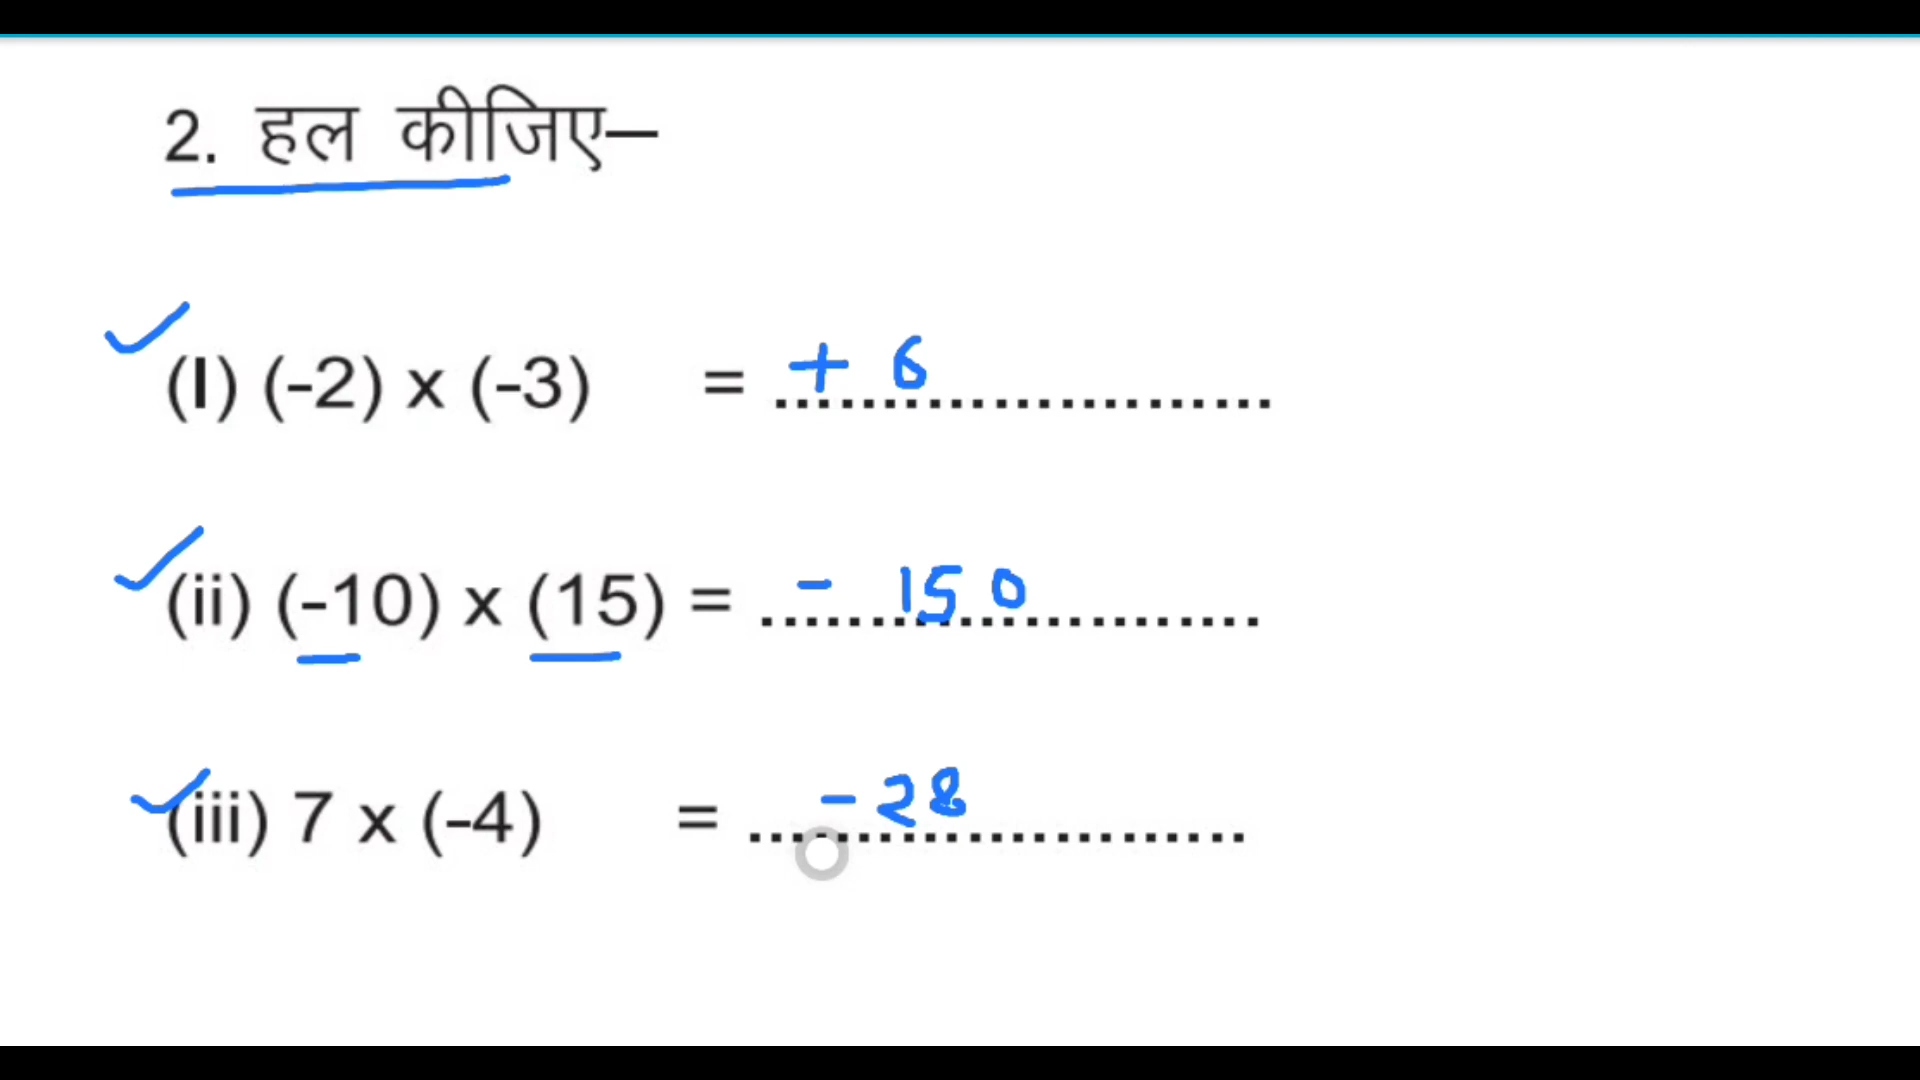 2. हल कीजिए–
(I) (-2) x (-3) = + 6
(ii) (-10) x (15) = - 150
(iii) 7 x (-4) = - 28